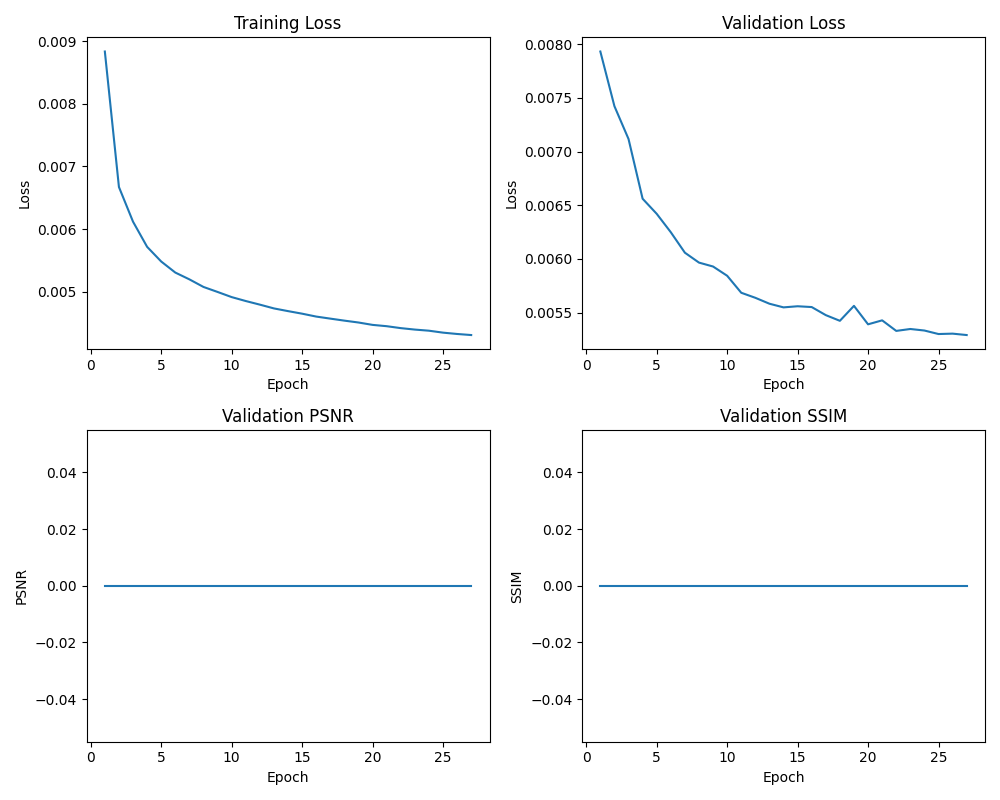 Training Loss
0.009
0.008
0.007
0.006
0.005
Loss
0 5 10 15 20 25
Epoch
Validation Loss
0.0080
0.0075
0.0070
0.0065
0.0060
0.0055
Loss
0 5 10 15 20 25
Epoch
Validation PSNR
0.04
0.02
0.00
−0.02
−0.04
PSNR
0 5 10 15 20 25
Epoch
Validation SSIM
0.04
0.02
0.00
−0.02
−0.04
SSIM
0 5 10 15 20 25
Epoch